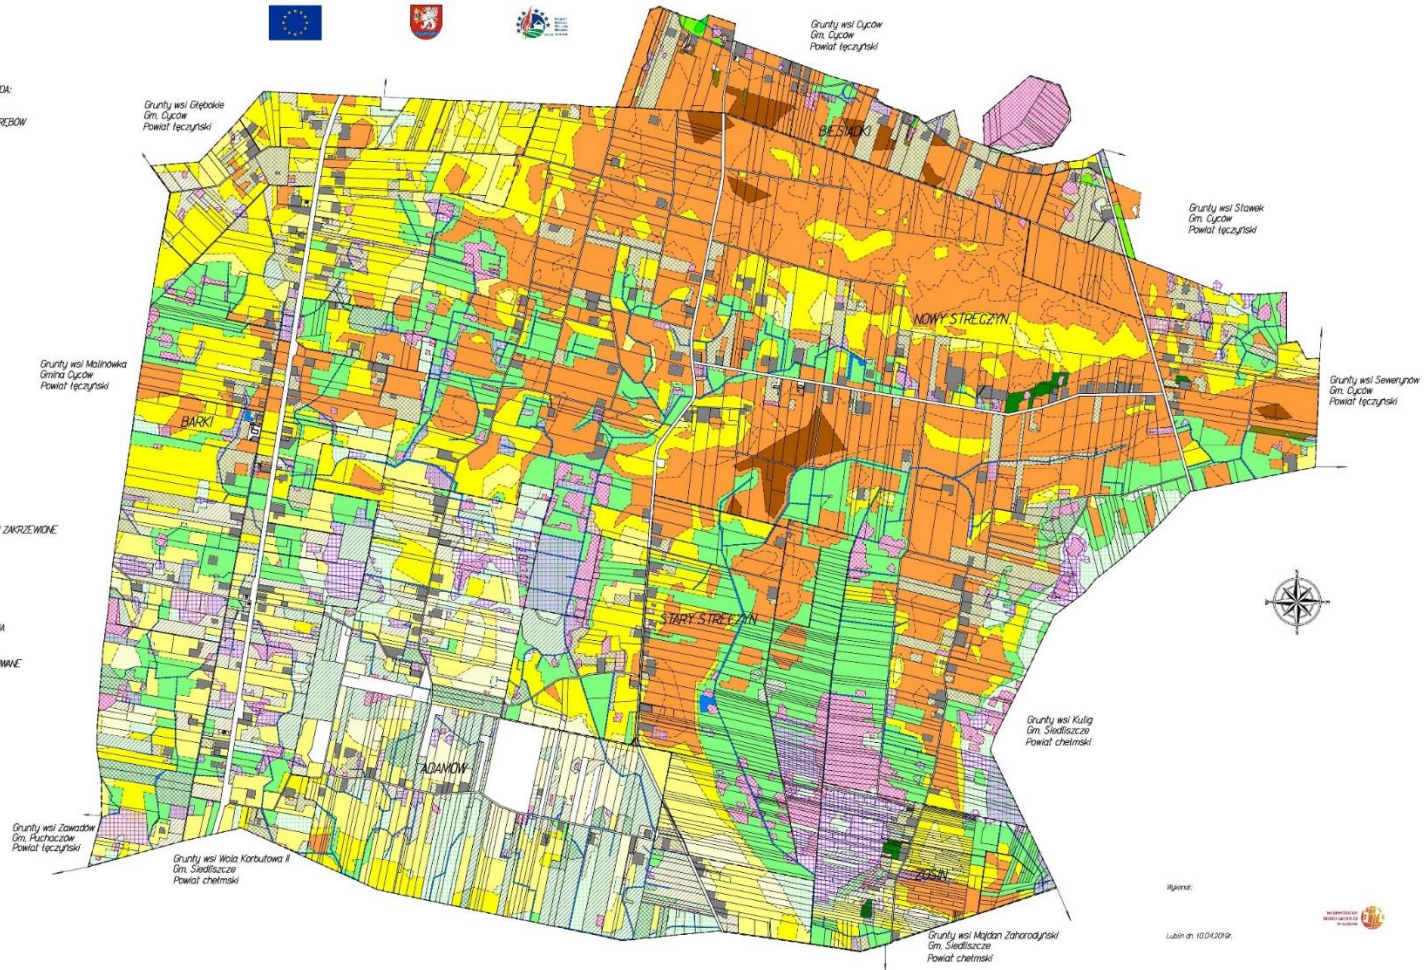 Grunty wsi Cyców
Gm. Cyców
Powiat łęczyński
Grunty wsi Głębokie
Gm. Cyców
Powiat łęczyński
BIESIADKI
Grunty wsi Stawek
Gm. Cyców
Powiat łęczyński
NOWY STRĘCZYN
Grunty wsi Malinówka
Gmina Cyców
Powiat łęczyński
Grunty wsi Sewerynów
Gm. Cyców
Powiat łęczyński
BARKI
ZAKRZEWIONE
STARY STRĘCZYN
Grunty wsi Kulig
Gm. Siedliszcze
Powiat chełmski
ADAMÓW
Grunty wsi Zawadów
Gm. Puchaczów
Powiat łęczyński
Grunty wsi Wola Korbutowa II
Gm. Siedliszcze
Powiat chełmski
ZOSIN
Wykonał:
Grunty wsi Majdan Zahorodyński
Gm. Siedliszcze
Powiat chełmski
Lublin dn. 10.04.2019r.